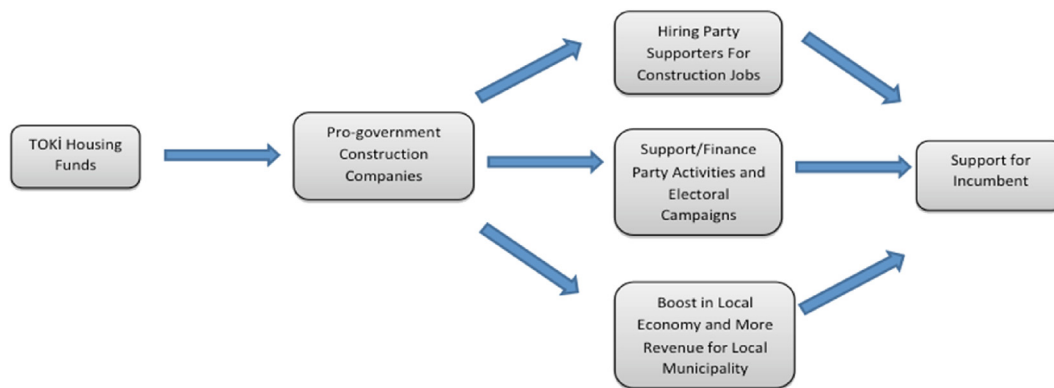 TOKİ Housing
Funds
Pro-government
Construction
Companies
Hiring Party
Supporters For
Construction Jobs
Support/Finance
Party Activities and
Electoral
Campaigns
Boost in Local
Economy and More
Revenue for Local
Municipality
Support for
Incumbent